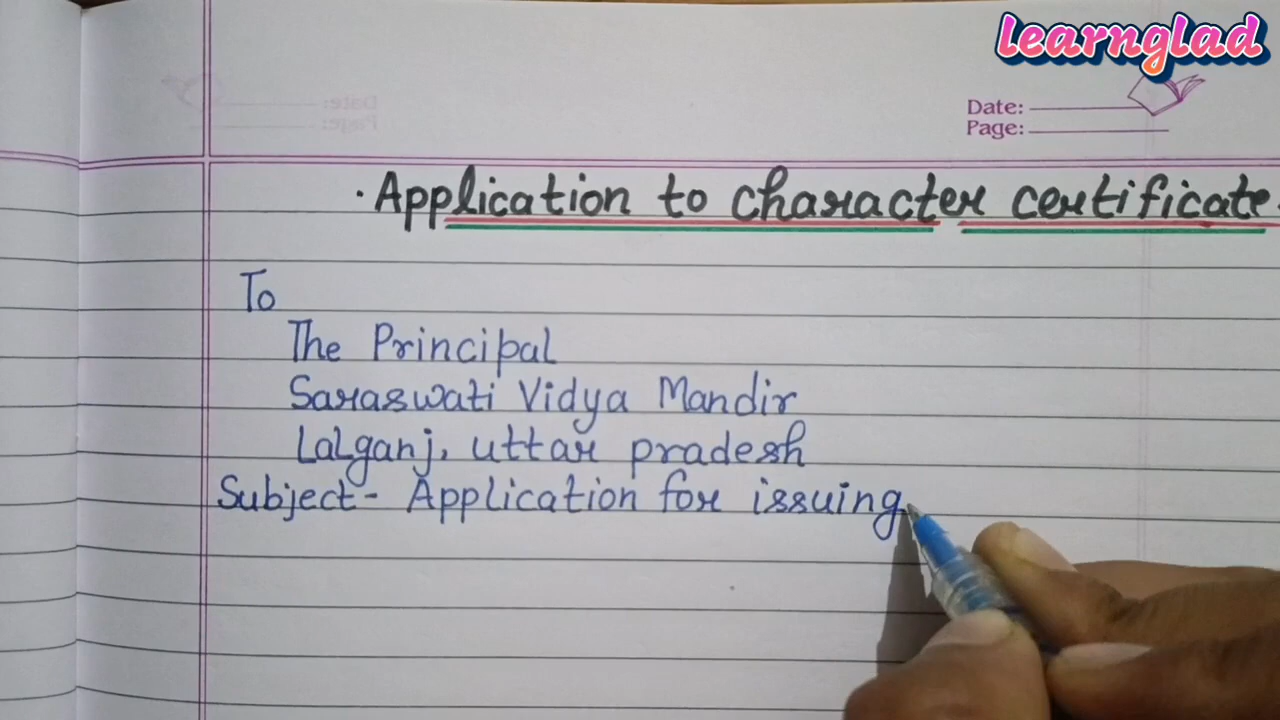 learnglad
Date:
Page:
·Application to character certificate.
To
The Principal
Saraswati Vidya Mandir
Lalganj, uttar pradesh
Subject- Application for issuing